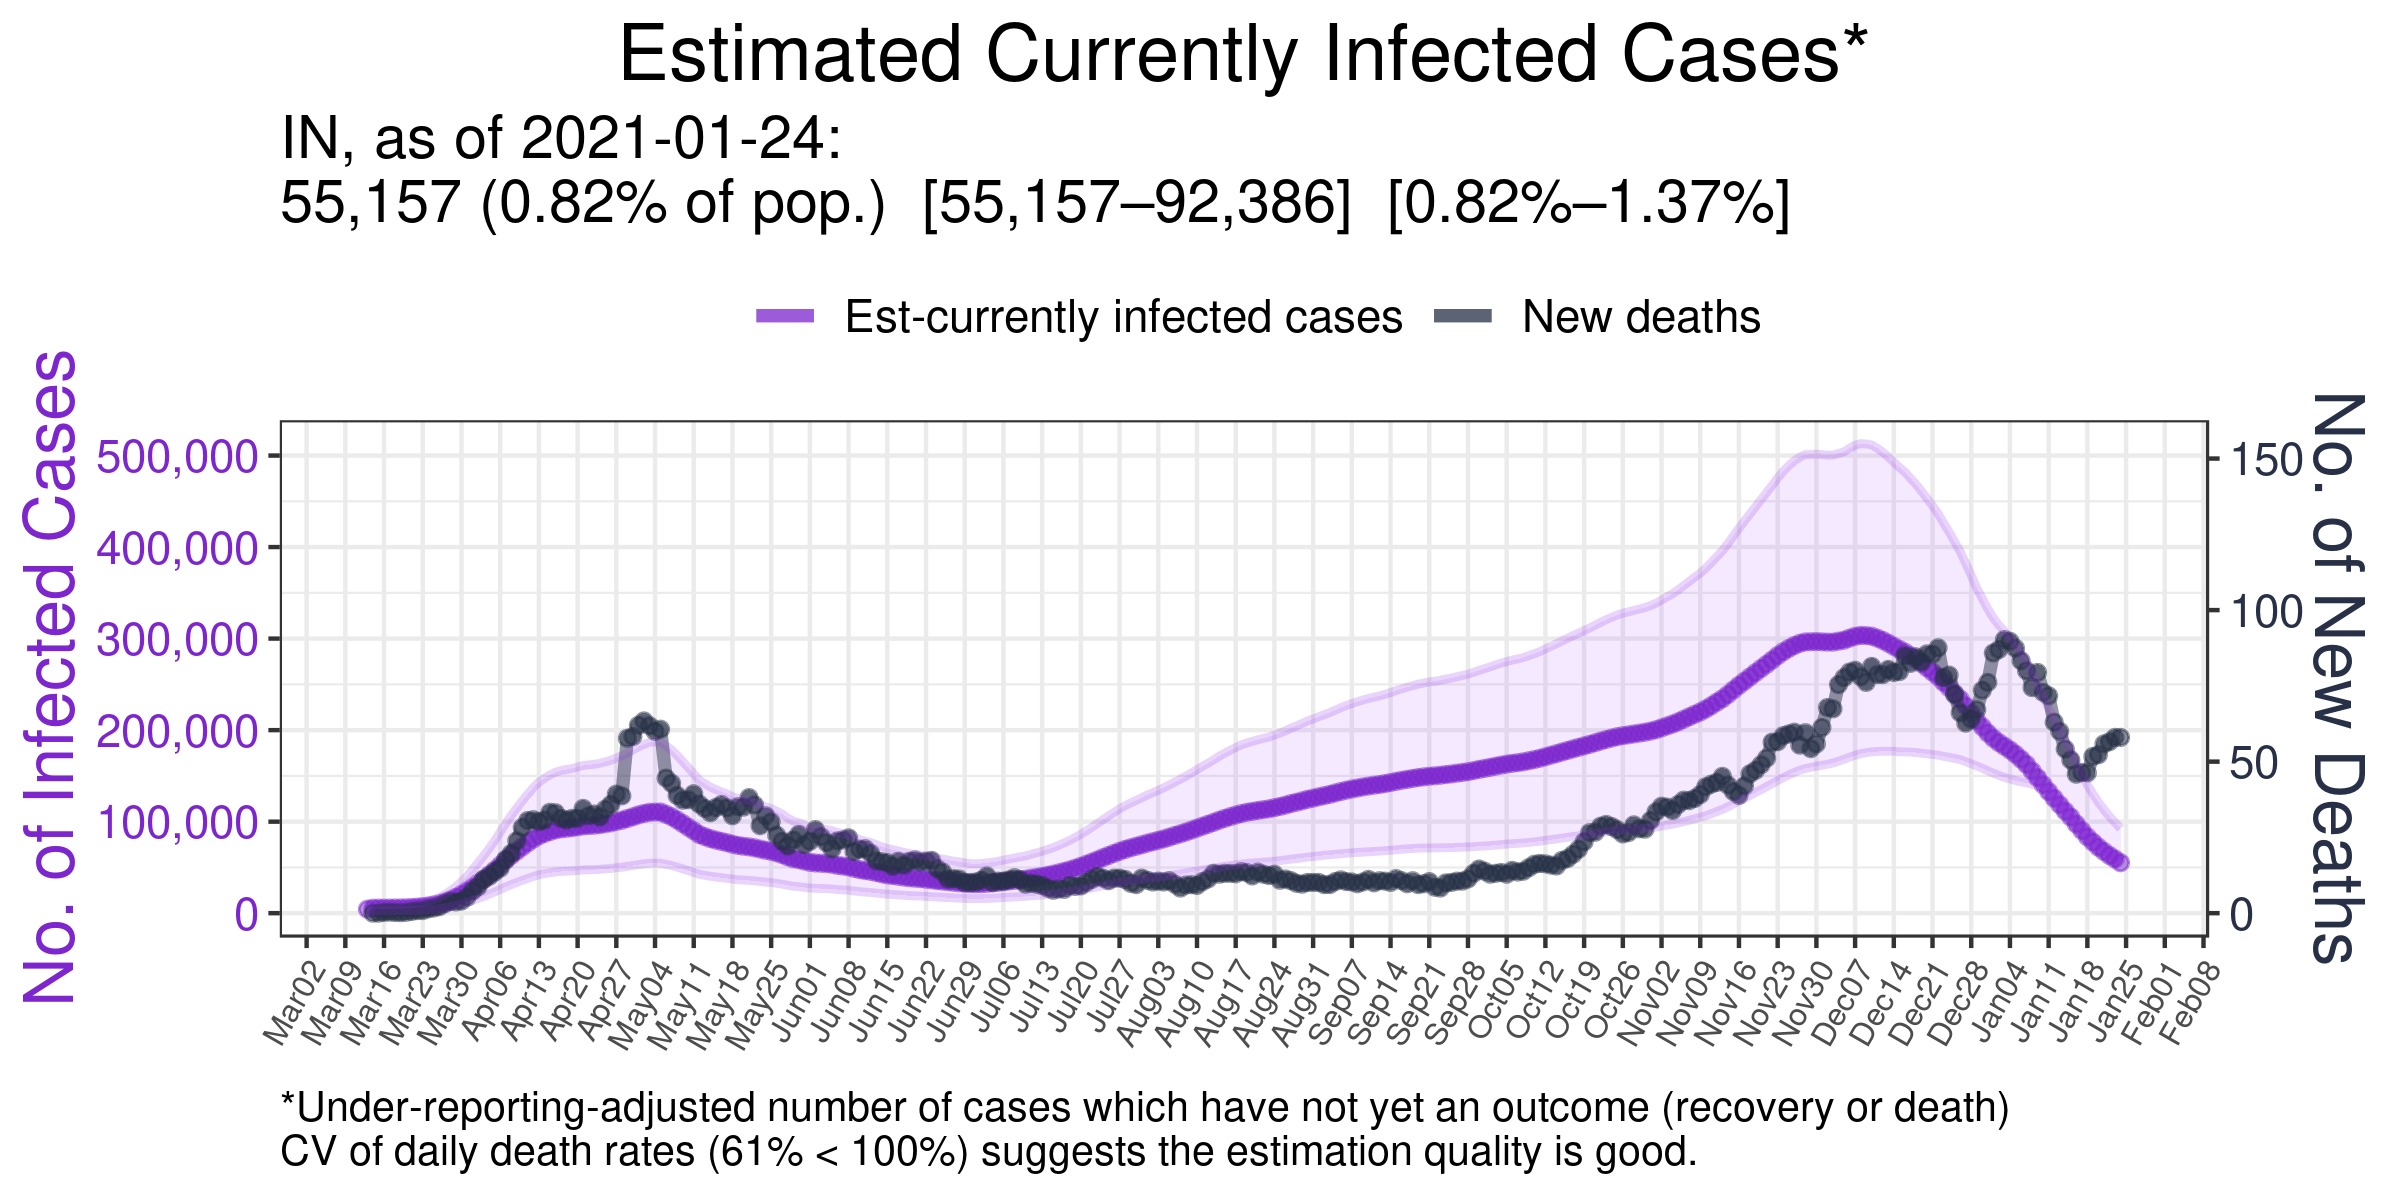 Estimated Currently Infected Cases*
IN, as of 2021-01-24:
55,157 (0.82% of pop.) [55,157–92,386] [0.82%–1.37%]
Est-currently infected cases New deaths
No. of Infected Cases
500,000
400,000
300,000
200,000
100,000
0
150
100
50
0
No. of New Deaths
Mar02 Mar09 Mar16 Mar23 Mar30 Apr06 Apr13 Apr20 Apr27 May04 May11 May18 May25 Jun01 Jun08 Jun15 Jun22 Jun29 Jul06 Jul13 Jul20 Jul27 Aug03 Aug10 Aug17 Aug24 Aug31 Sep07 Sep14 Sep21 Sep28 Oct05 Oct12 Oct19 Oct26 Nov02 Nov09 Nov16 Nov23 Nov30 Dec07 Dec14 Dec21 Dec28 Jan04 Jan11 Jan18 Jan25 Feb01 Feb08
*Under-reporting-adjusted number of cases which have not yet an outcome (recovery or death)
CV of daily death rates (61% < 100%) suggests the estimation quality is good.